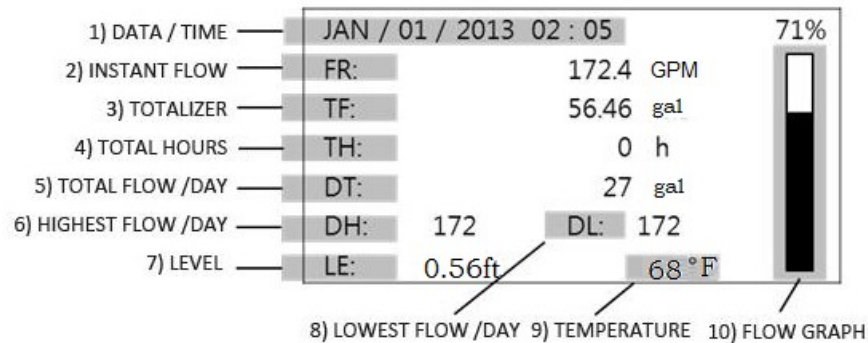 1) DATA / TIME JAN / 01 / 2013 02 : 05 71%
2) INSTANT FLOW FR: 172.4 GPM
3) TOTALIZER TF: 56.46 gal
4) TOTAL HOURS TH: 0 h
5) TOTAL FLOW /DAY DT: 27 gal
6) HIGHEST FLOW /DAY DH: 172 DL: 172
7) LEVEL LE: 0.56ft 68°F
8) LOWEST FLOW /DAY 9) TEMPERATURE 10) FLOW GRAPH